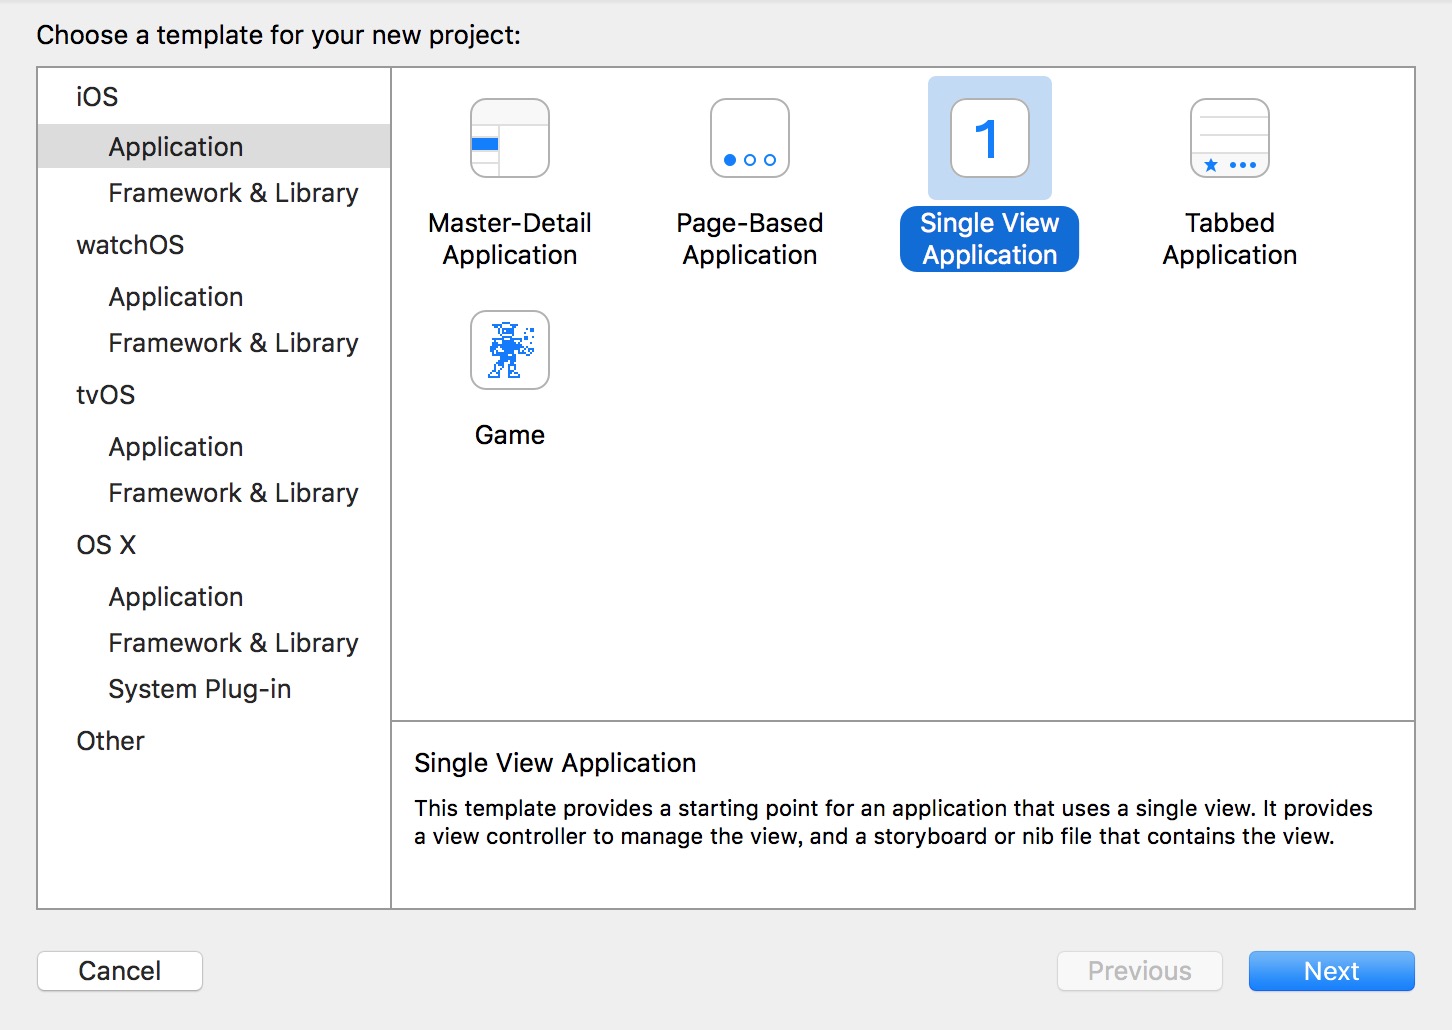 Choose a template for your new project:
iOS
Application
Framework & Library
watchOS
Application
Framework & Library
tvOS
Application
Framework & Library
OS X
Application
Framework & Library
System Plug-in
Other
Master-Detail
Application
Page-Based
Application
1
Single View
Application
Tabbed
Application
Game
Single View Application
This template provides a starting point for an application that uses a single view. It provides
a view controller to manage the view, and a storyboard or nib file that contains the view.
Cancel
Previous
Next